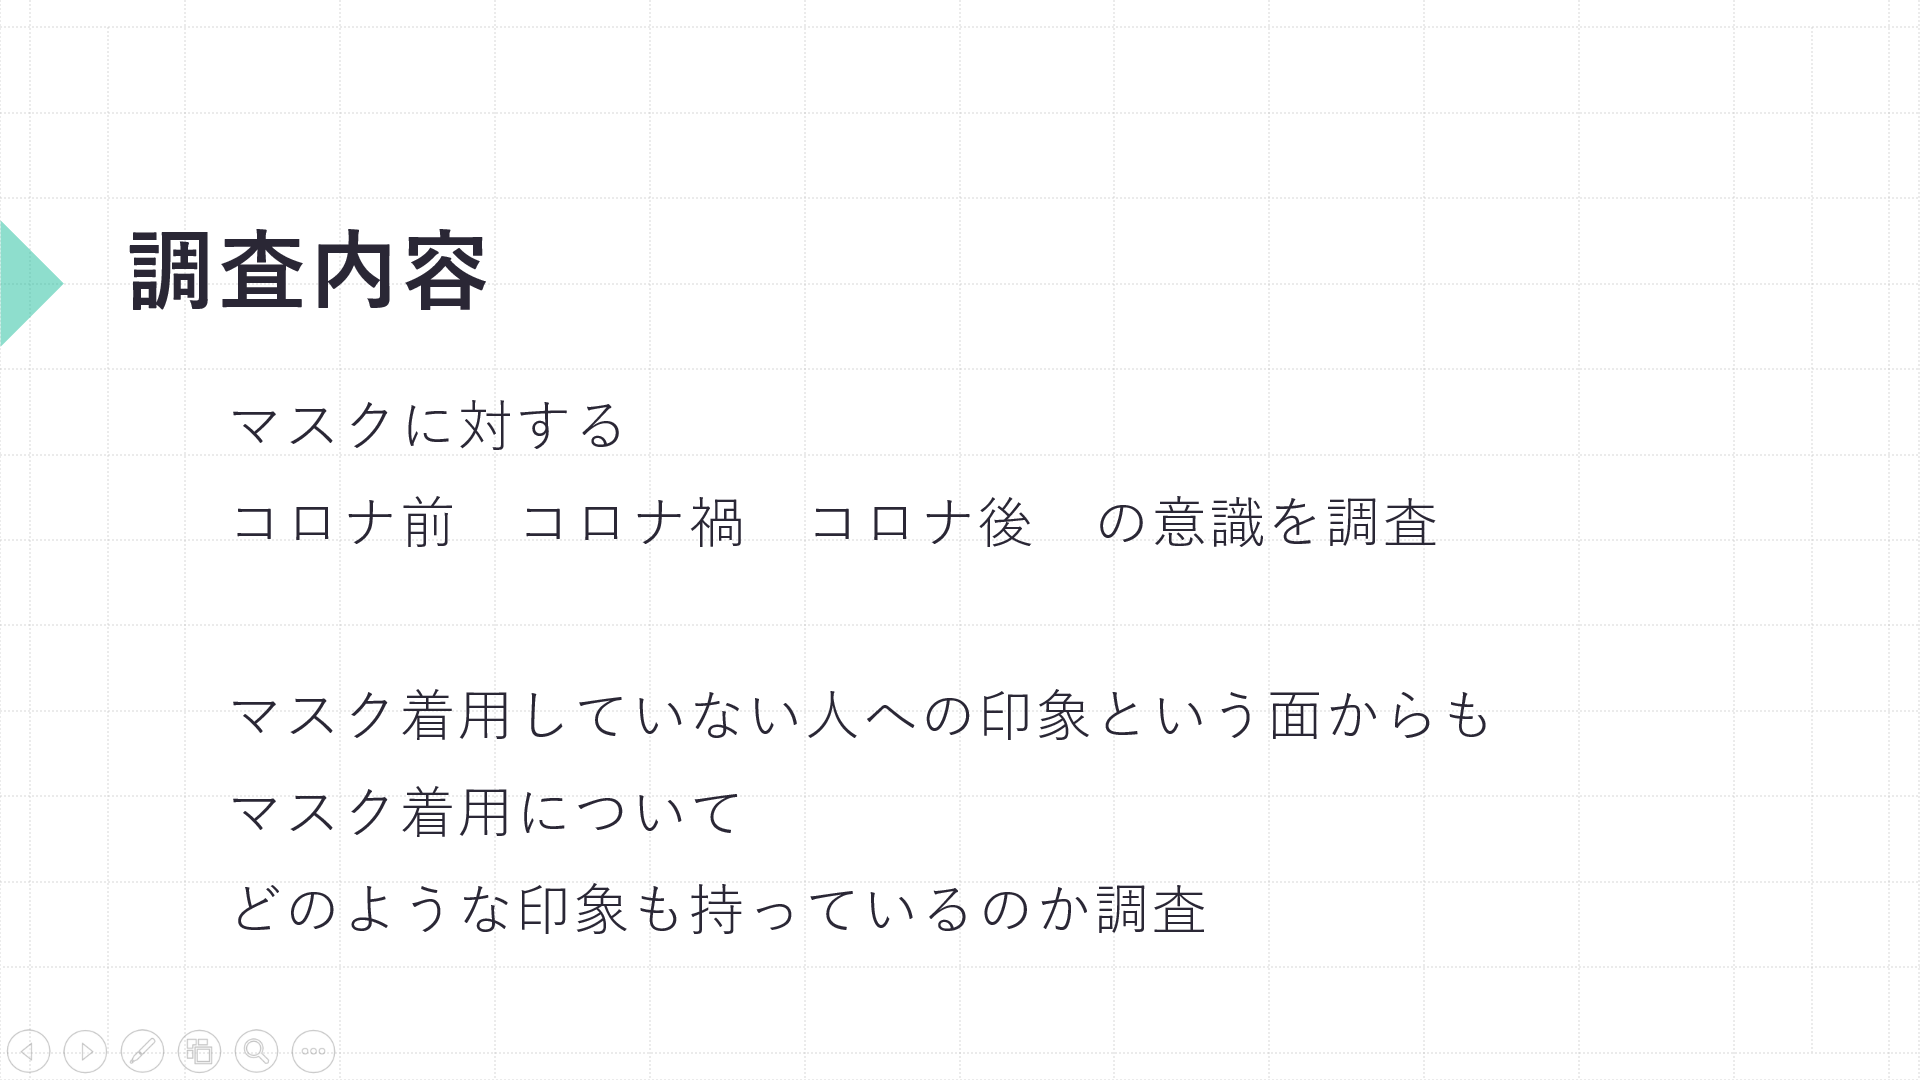 調査内容
マスクに対する
コロナ前　コロナ禍　コロナ後　の意識を調査
マスク着用していない人への印象という面からも
マスク着用について
どのような印象も持っているのか調査